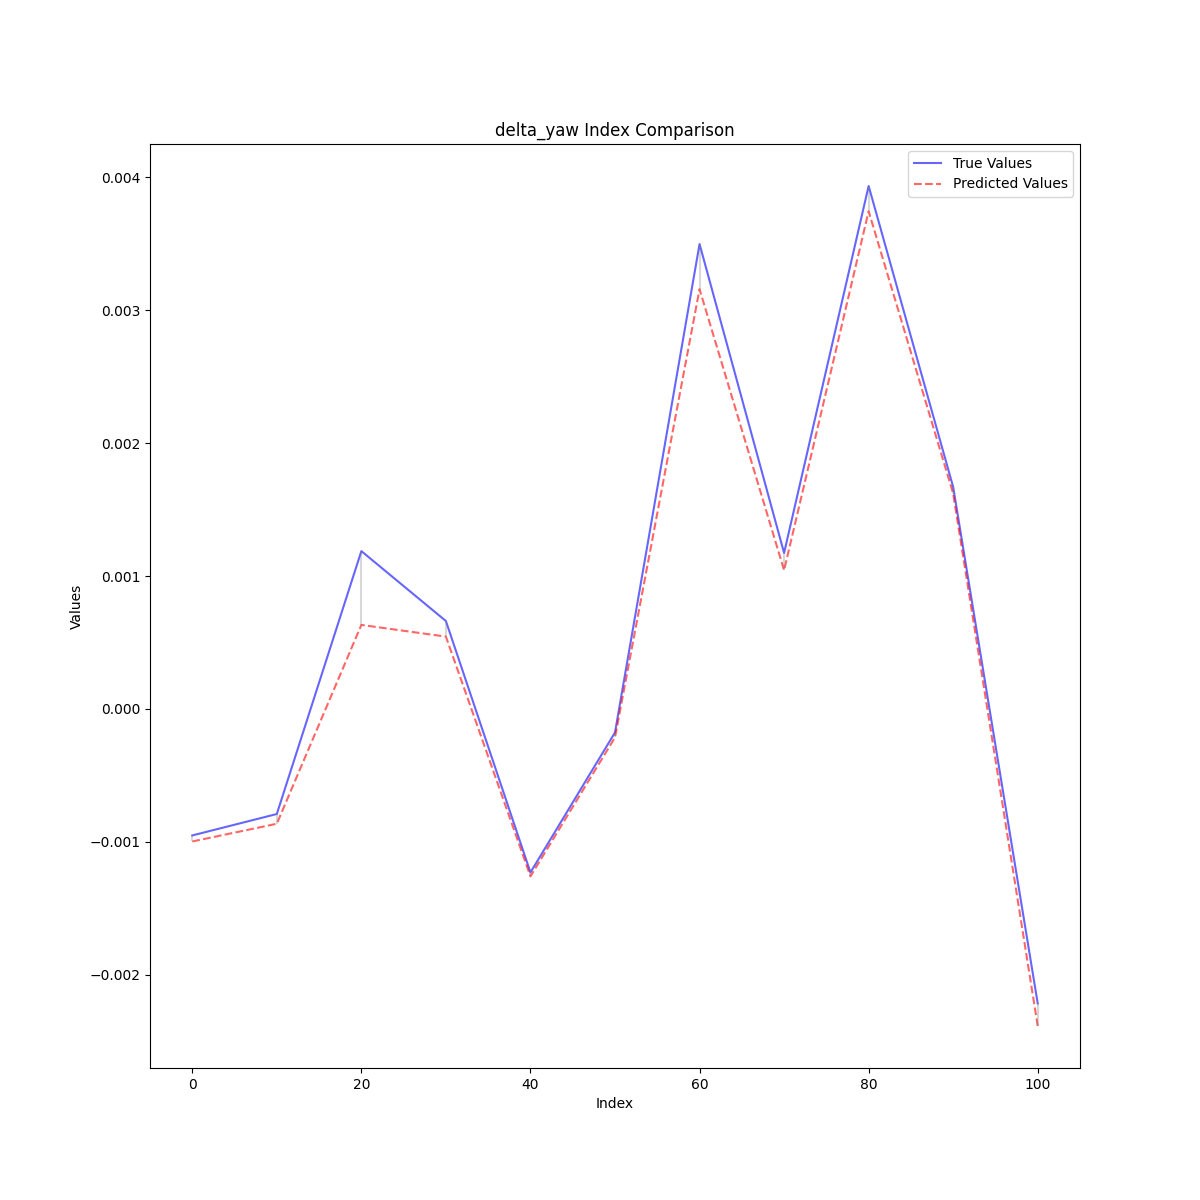 delta_yaw Index Comparison
True Values
Predicted Values
0.004
0.003
0.002
0.001
0.000
−0.001
−0.002
Values
0 20 40 60 80 100
Index